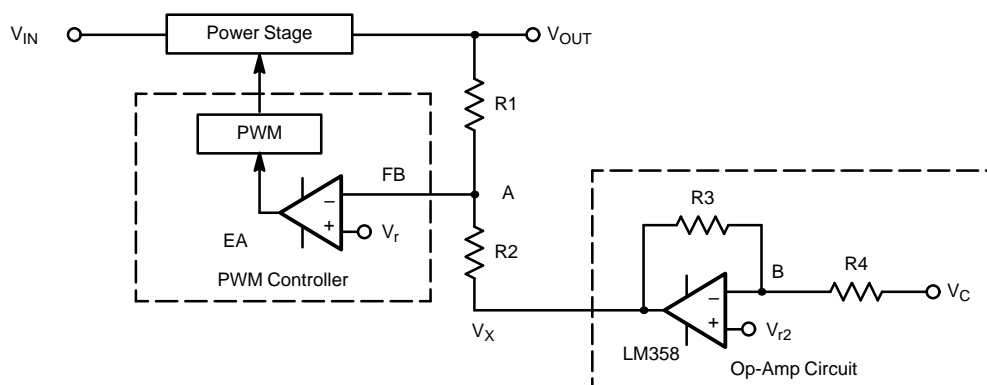 V_IN
Power Stage
V_OUT
R1
PWM
FB
A
R3
−
+
V_r
EA
R2
B
R4
PWM Controller
V_C
−
+
V_r2
V_X
LM358
Op-Amp Circuit